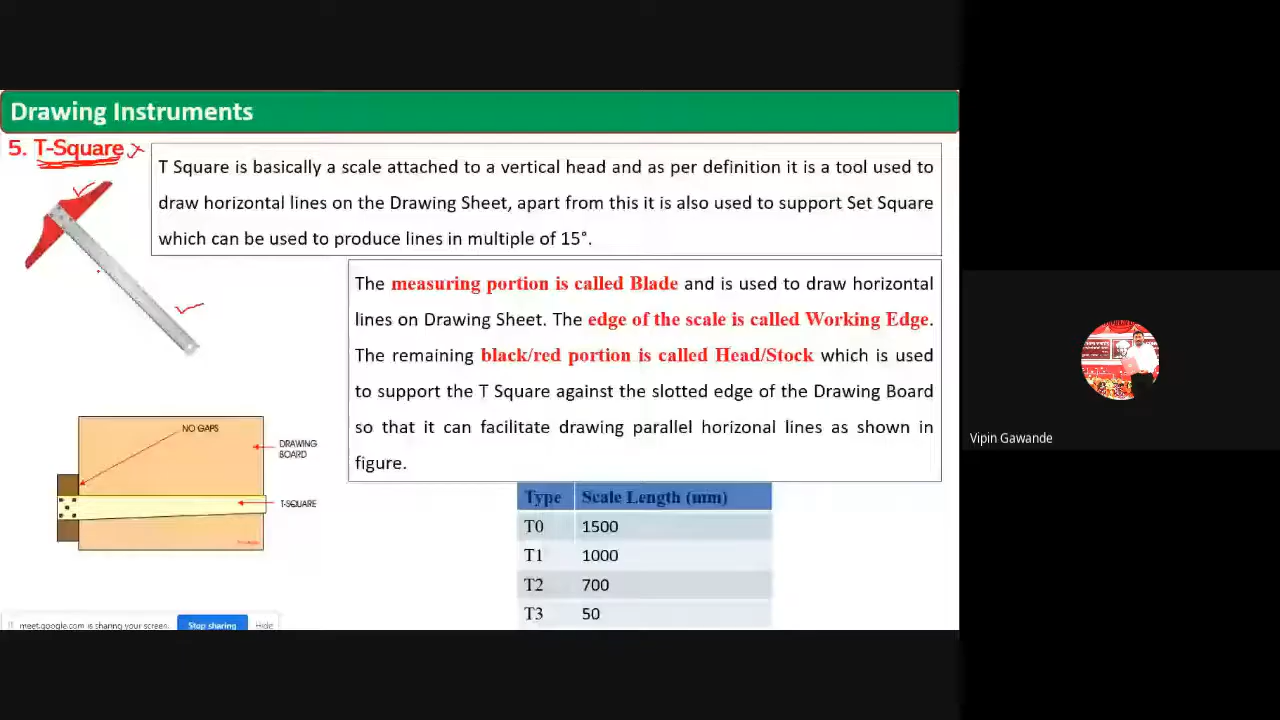 Drawing Instruments
5. T-Square
T Square is basically a scale attached to a vertical head and as per definition it is a tool used to
draw horizontal lines on the Drawing Sheet, apart from this it is also used to support Set Square
which can be used to produce lines in multiple of 15°.
The measuring portion is called Blade and is used to draw horizontal
lines on Drawing Sheet. The edge of the scale is called Working Edge.
The remaining black/red portion is called Head/Stock which is used
to support the T Square against the slotted edge of the Drawing Board
so that it can facilitate drawing parallel horizonal lines as shown in
figure.
NO GAPS
DRAWING
BOARD
T-SQUARE
Type Scale Length (mm)
T0 1500
T1 1000
T2 700
T3 50
meet.google.com is sharing your screen.
Stop sharing
Hide
Vipin Gawande